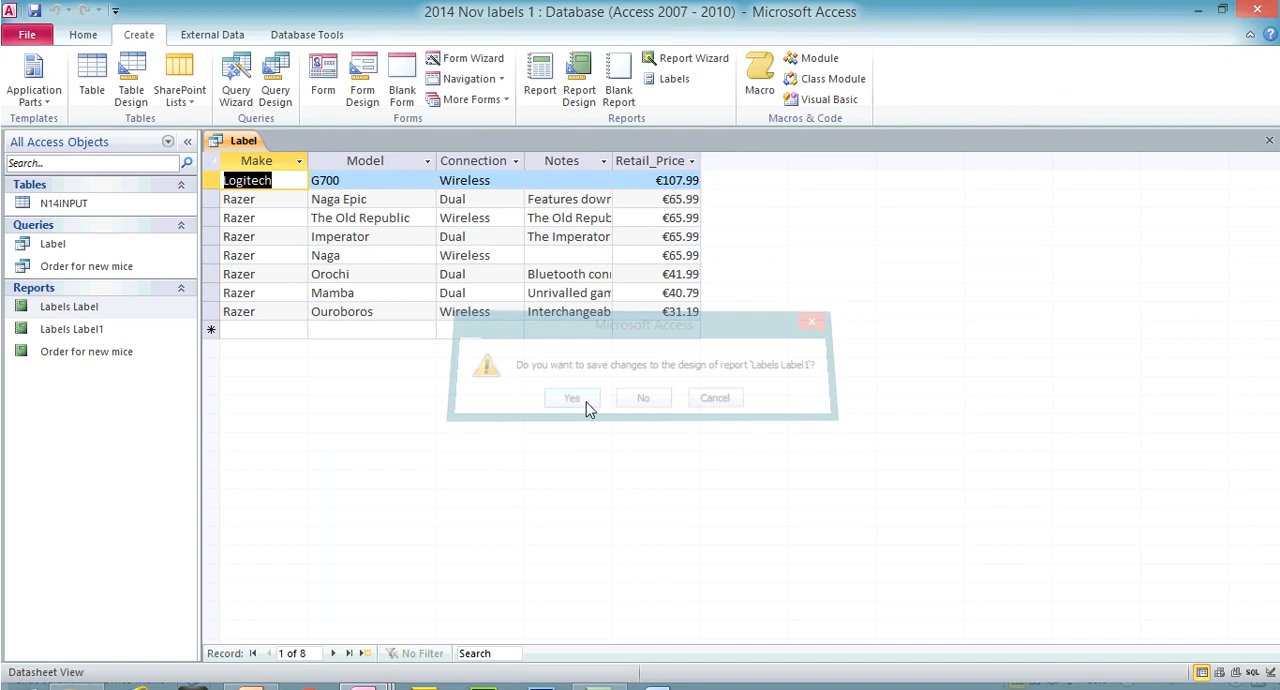 2014 Nov labels 1 : Database (Access 2007 - 2010) - Microsoft Access
File Home Create External Data Database Tools
Application Parts Table Table Design SharePoint Lists Query Wizard Query Design Form Form Design Blank Form Form Wizard Navigation More Forms Report Report Design Blank Report Report Wizard Labels Macro Module Class Module Visual Basic
Templates Tables Queries Forms Reports Macros & Code
All Access Objects
Search...
Tables
N14INPUT
Queries
Label
Order for new mice
Reports
Labels Label
Labels Label1
Order for new mice
Label
Make Model Connection Notes Retail_Price
Logitech G700 Wireless €107.99
Razer Naga Epic Dual Features down €65.99
Razer The Old Republic Wireless The Old Repub €65.99
Razer Imperator Dual The Imperator €65.99
Razer Naga Wireless €65.99
Razer Orochi Dual Bluetooth con €41.99
Razer Mamba Dual Unrivalled gam €40.79
Razer Ouroboros Wireless Interchangeab €31.19
Microsoft Access
Do you want to save changes to the design of report 'Labels Label1'?
Yes No Cancel
Record: 1 of 8 No Filter Search
Datasheet View SQL